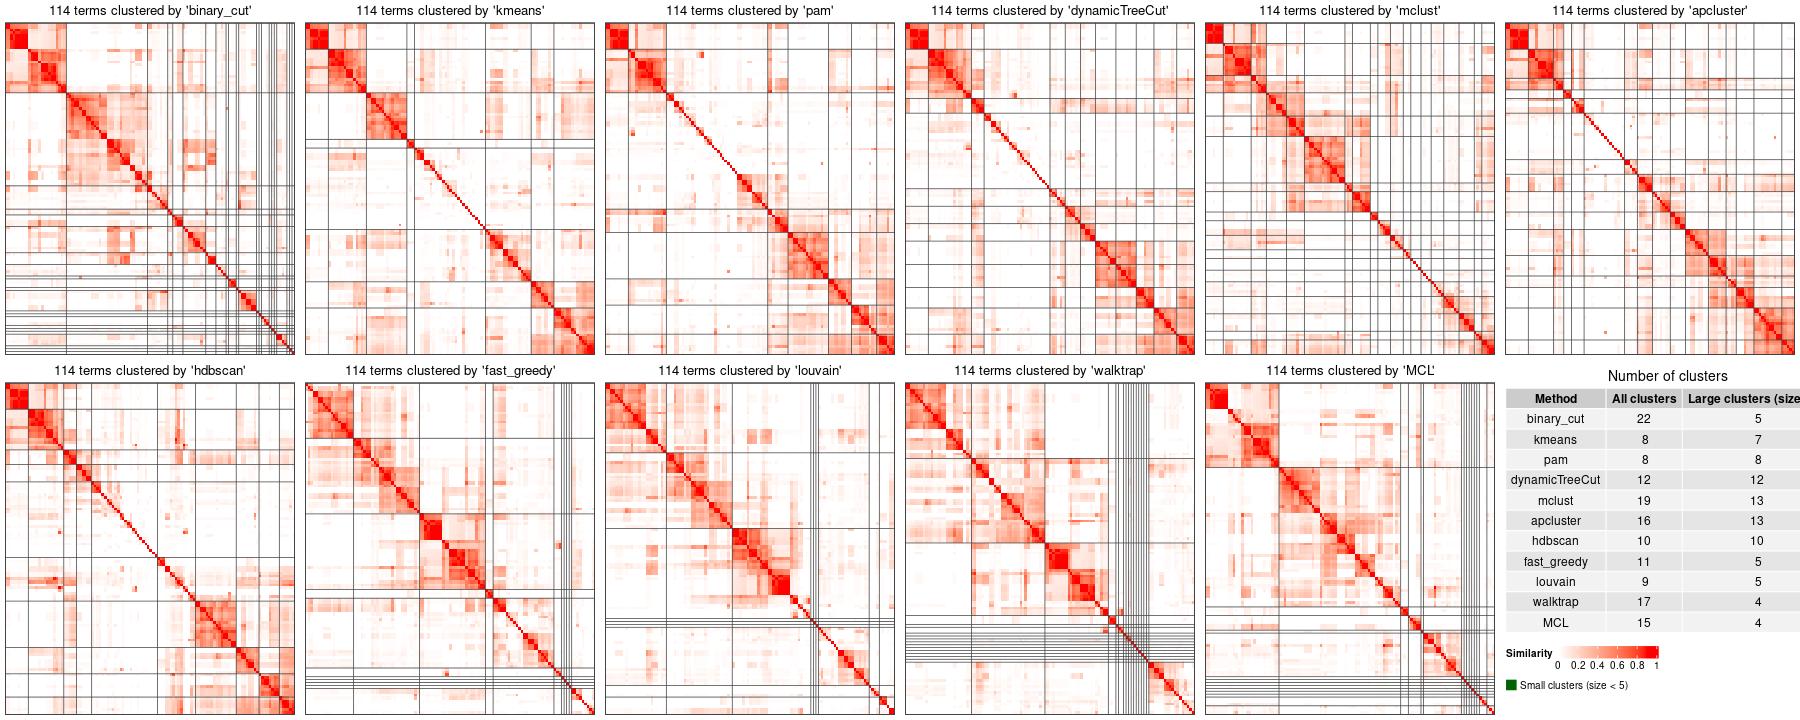 114 terms clustered by 'binary_cut'
114 terms clustered by 'kmeans'
114 terms clustered by 'pam'
114 terms clustered by 'dynamicTreeCut'
114 terms clustered by 'mclust'
114 terms clustered by 'apcluster'
114 terms clustered by 'hdbscan'
114 terms clustered by 'fast_greedy'
114 terms clustered by 'louvain'
114 terms clustered by 'walktrap'
114 terms clustered by 'MCL'
Number of clusters
Method All clusters Large clusters (size
binary_cut 22 5
kmeans 8 7
pam 8 8
dynamicTreeCut 12 12
mclust 19 13
apcluster 16 13
hdbscan 10 10
fast_greedy 11 5
louvain 9 5
walktrap 17 4
MCL 15 4
Similarity
0 0.2 0.4 0.6 0.8 1
Small clusters (size < 5)